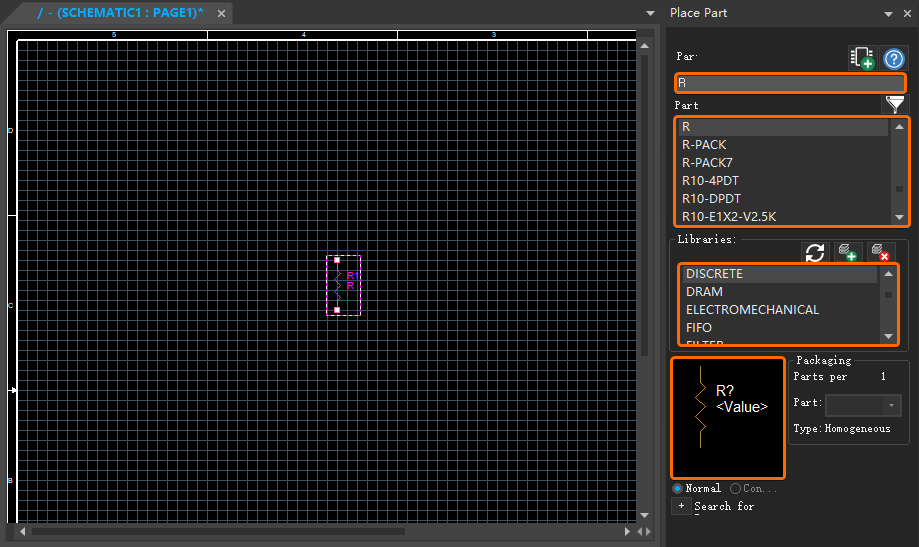 / - (SCHEMATIC1 : PAGE1)*
Place Part
5
4
3
D
C
B
R1
R
Par
R
Part
R
R-PACK
R-PACK7
R10-4PDT
R10-DPDT
R10-E1X2-V2.5K
Libraries:
DISCRETE
DRAM
ELECTROMECHANICAL
FIFO
FILTER
R?
<Value>
Packaging
Parts per 1
Part:
Type: Homogeneous
Normal
Con...
+ Search for